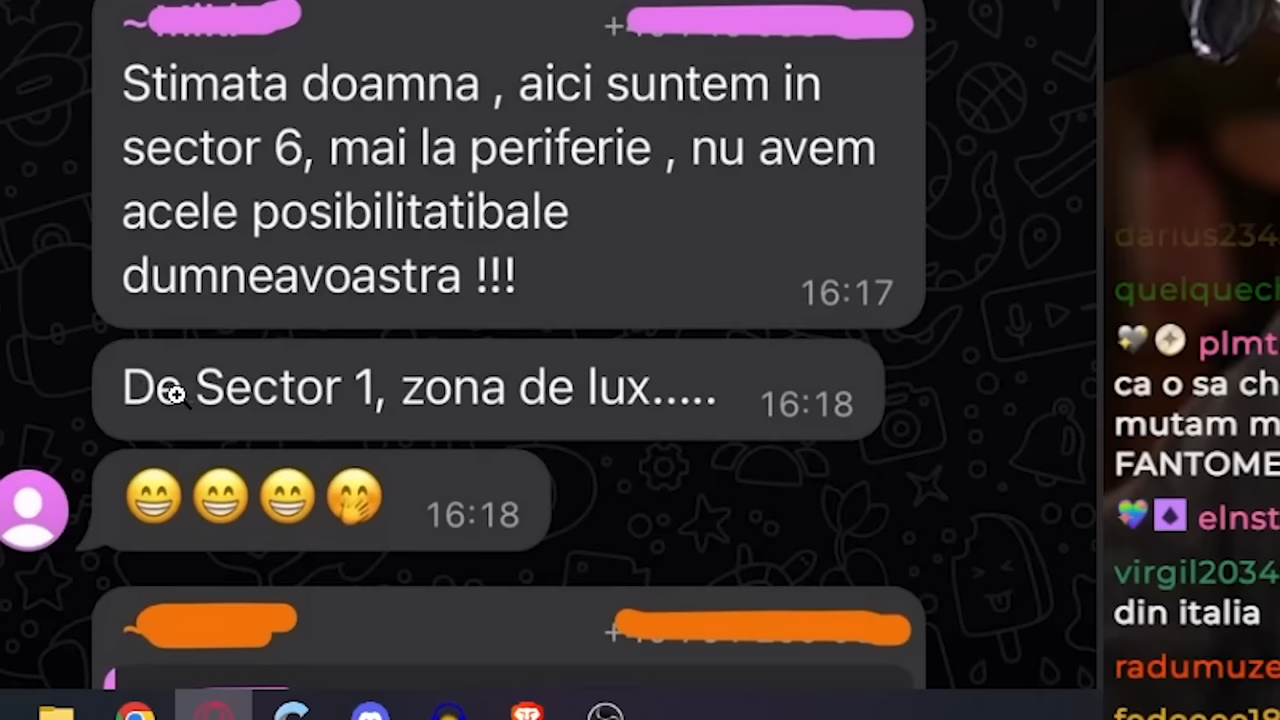 Stimata doamna , aici suntem in
sector 6, mai la periferie , nu avem
acele posibilitatibale
dumneavoastra !!!
16:17
De Sector 1, zona de lux.....
16:18
😁😁😁🤭
16:18
darius234
quelquech
plmt
ca o sa ch
mutam m
FANTOME
eInst
virgil2034
din italia
radumuze